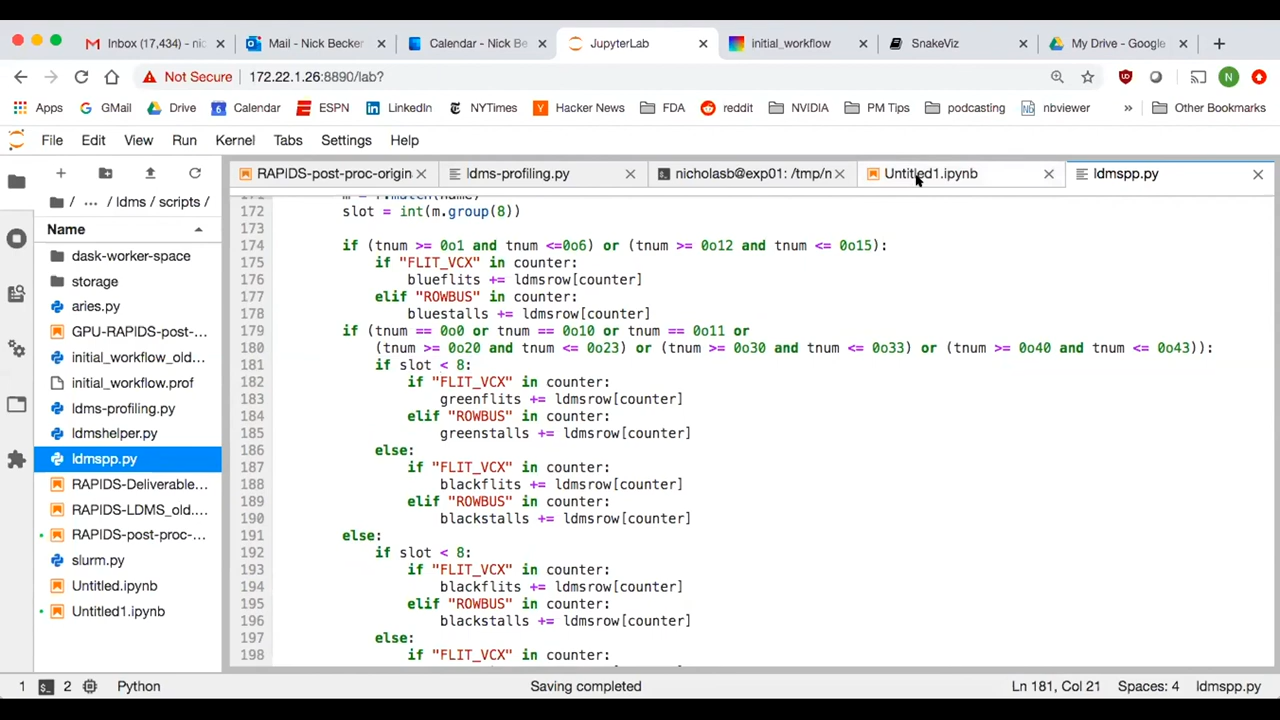 Inbox (17,434) - nic
Mail - Nick Becker
Calendar - Nick Be
JupyterLab
initial_workflow
SnakeViz
My Drive - Google
Not Secure 172.22.1.26:8890/lab?
N
Apps GMail Drive Calendar ESPN LinkedIn NYTimes Hacker News FDA reddit NVIDIA PM Tips podcasting nbviewer » Other Bookmarks
File Edit View Run Kernel Tabs Settings Help
RAPIDS-post-proc-origin
ldms-profiling.py
nicholasb@exp01: /tmp/n
Untitled1.ipynb
ldmspp.py
/ ... / ldms / scripts /
Name
dask-worker-space
storage
aries.py
GPU-RAPIDS-post-...
initial_workflow_old...
initial_workflow.prof
ldms-profiling.py
ldmshelper.py
ldmspp.py
RAPIDS-Deliverable...
RAPIDS-LDMS_old....
RAPIDS-post-proc-...
slurm.py
Untitled.ipynb
Untitled1.ipynb
172 slot = int(m.group(8))
173
174 if (tnum >= 0o1 and tnum <=0o6) or (tnum >= 0o12 and tnum <= 0o15):
175 if "FLIT_VCX" in counter:
176 blueflits += ldmsrow[counter]
177 elif "ROWBUS" in counter:
178 bluestalls += ldmsrow[counter]
179 if (tnum == 0o0 or tnum == 0o10 or tnum == 0o11 or
180 (tnum >= 0o20 and tnum <= 0o23) or (tnum >= 0o30 and tnum <= 0o33) or (tnum >= 0o40 and tnum <= 0o43)):
181 if slot < 8:
182 if "FLIT_VCX" in counter:
183 greenflits += ldmsrow[counter]
184 elif "ROWBUS" in counter:
185 greenstalls += ldmsrow[counter]
186 else:
187 if "FLIT_VCX" in counter:
188 blackflits += ldmsrow[counter]
189 elif "ROWBUS" in counter:
190 blackstalls += ldmsrow[counter]
191 else:
192 if slot < 8:
193 if "FLIT_VCX" in counter:
194 blackflits += ldmsrow[counter]
195 elif "ROWBUS" in counter:
196 blackstalls += ldmsrow[counter]
197 else:
198 if "FLIT_VCX" in counter:
1 2 Python Saving completed Ln 181, Col 21 Spaces: 4 ldmspp.py